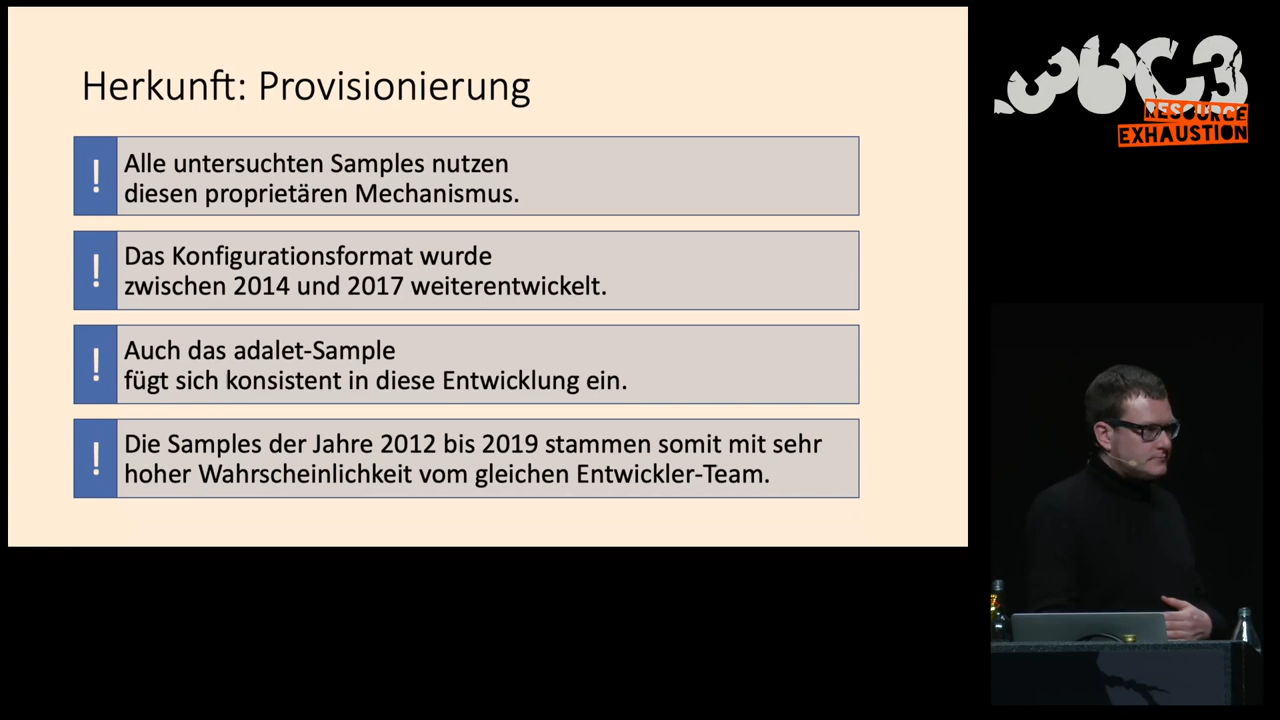 Herkunft: Provisionierung
! Alle untersuchten Samples nutzen
diesen proprietären Mechanismus.
! Das Konfigurationsformat wurde
zwischen 2014 und 2017 weiterentwickelt.
! Auch das adalet-Sample
fügt sich konsistent in diese Entwicklung ein.
! Die Samples der Jahre 2012 bis 2019 stammen somit mit sehr
hoher Wahrscheinlichkeit vom gleichen Entwickler-Team.
36C3
RESOURCE
EXHAUSTION